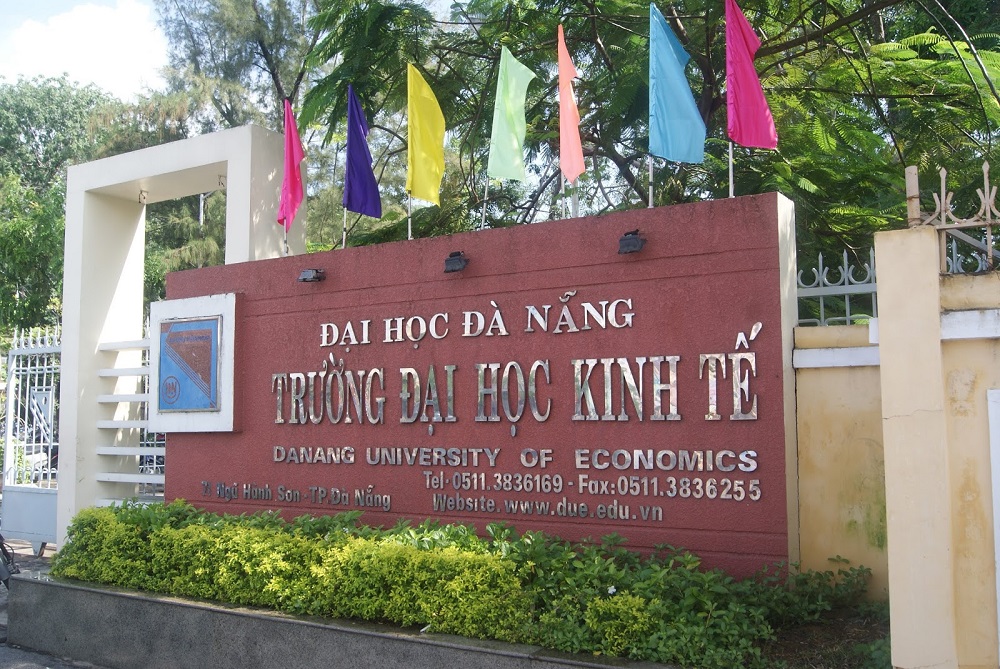 ĐẠI HỌC ĐÀ NẴNG
TRƯỜNG ĐẠI HỌC KINH TẾ
DANANG UNIVERSITY OF ECONOMICS
Tel·0511.3836169 - Fax:0511.3836255
Ngũ Hành Sơn -TP.Đà Nẵng Website.www.due.edu.vn